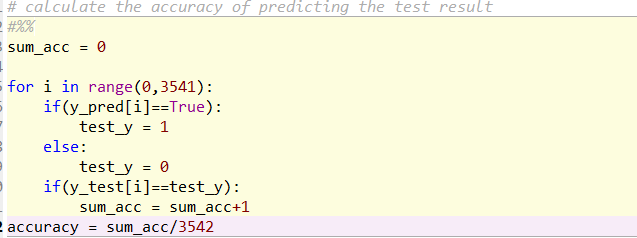 # calculate the accuracy of predicting the test result
#%%
sum_acc = 0
for i in range(0,3541):
    if(y_pred[i]==True):
        test_y = 1
    else:
        test_y = 0
    if(y_test[i]==test_y):
        sum_acc = sum_acc+1
accuracy = sum_acc/3542